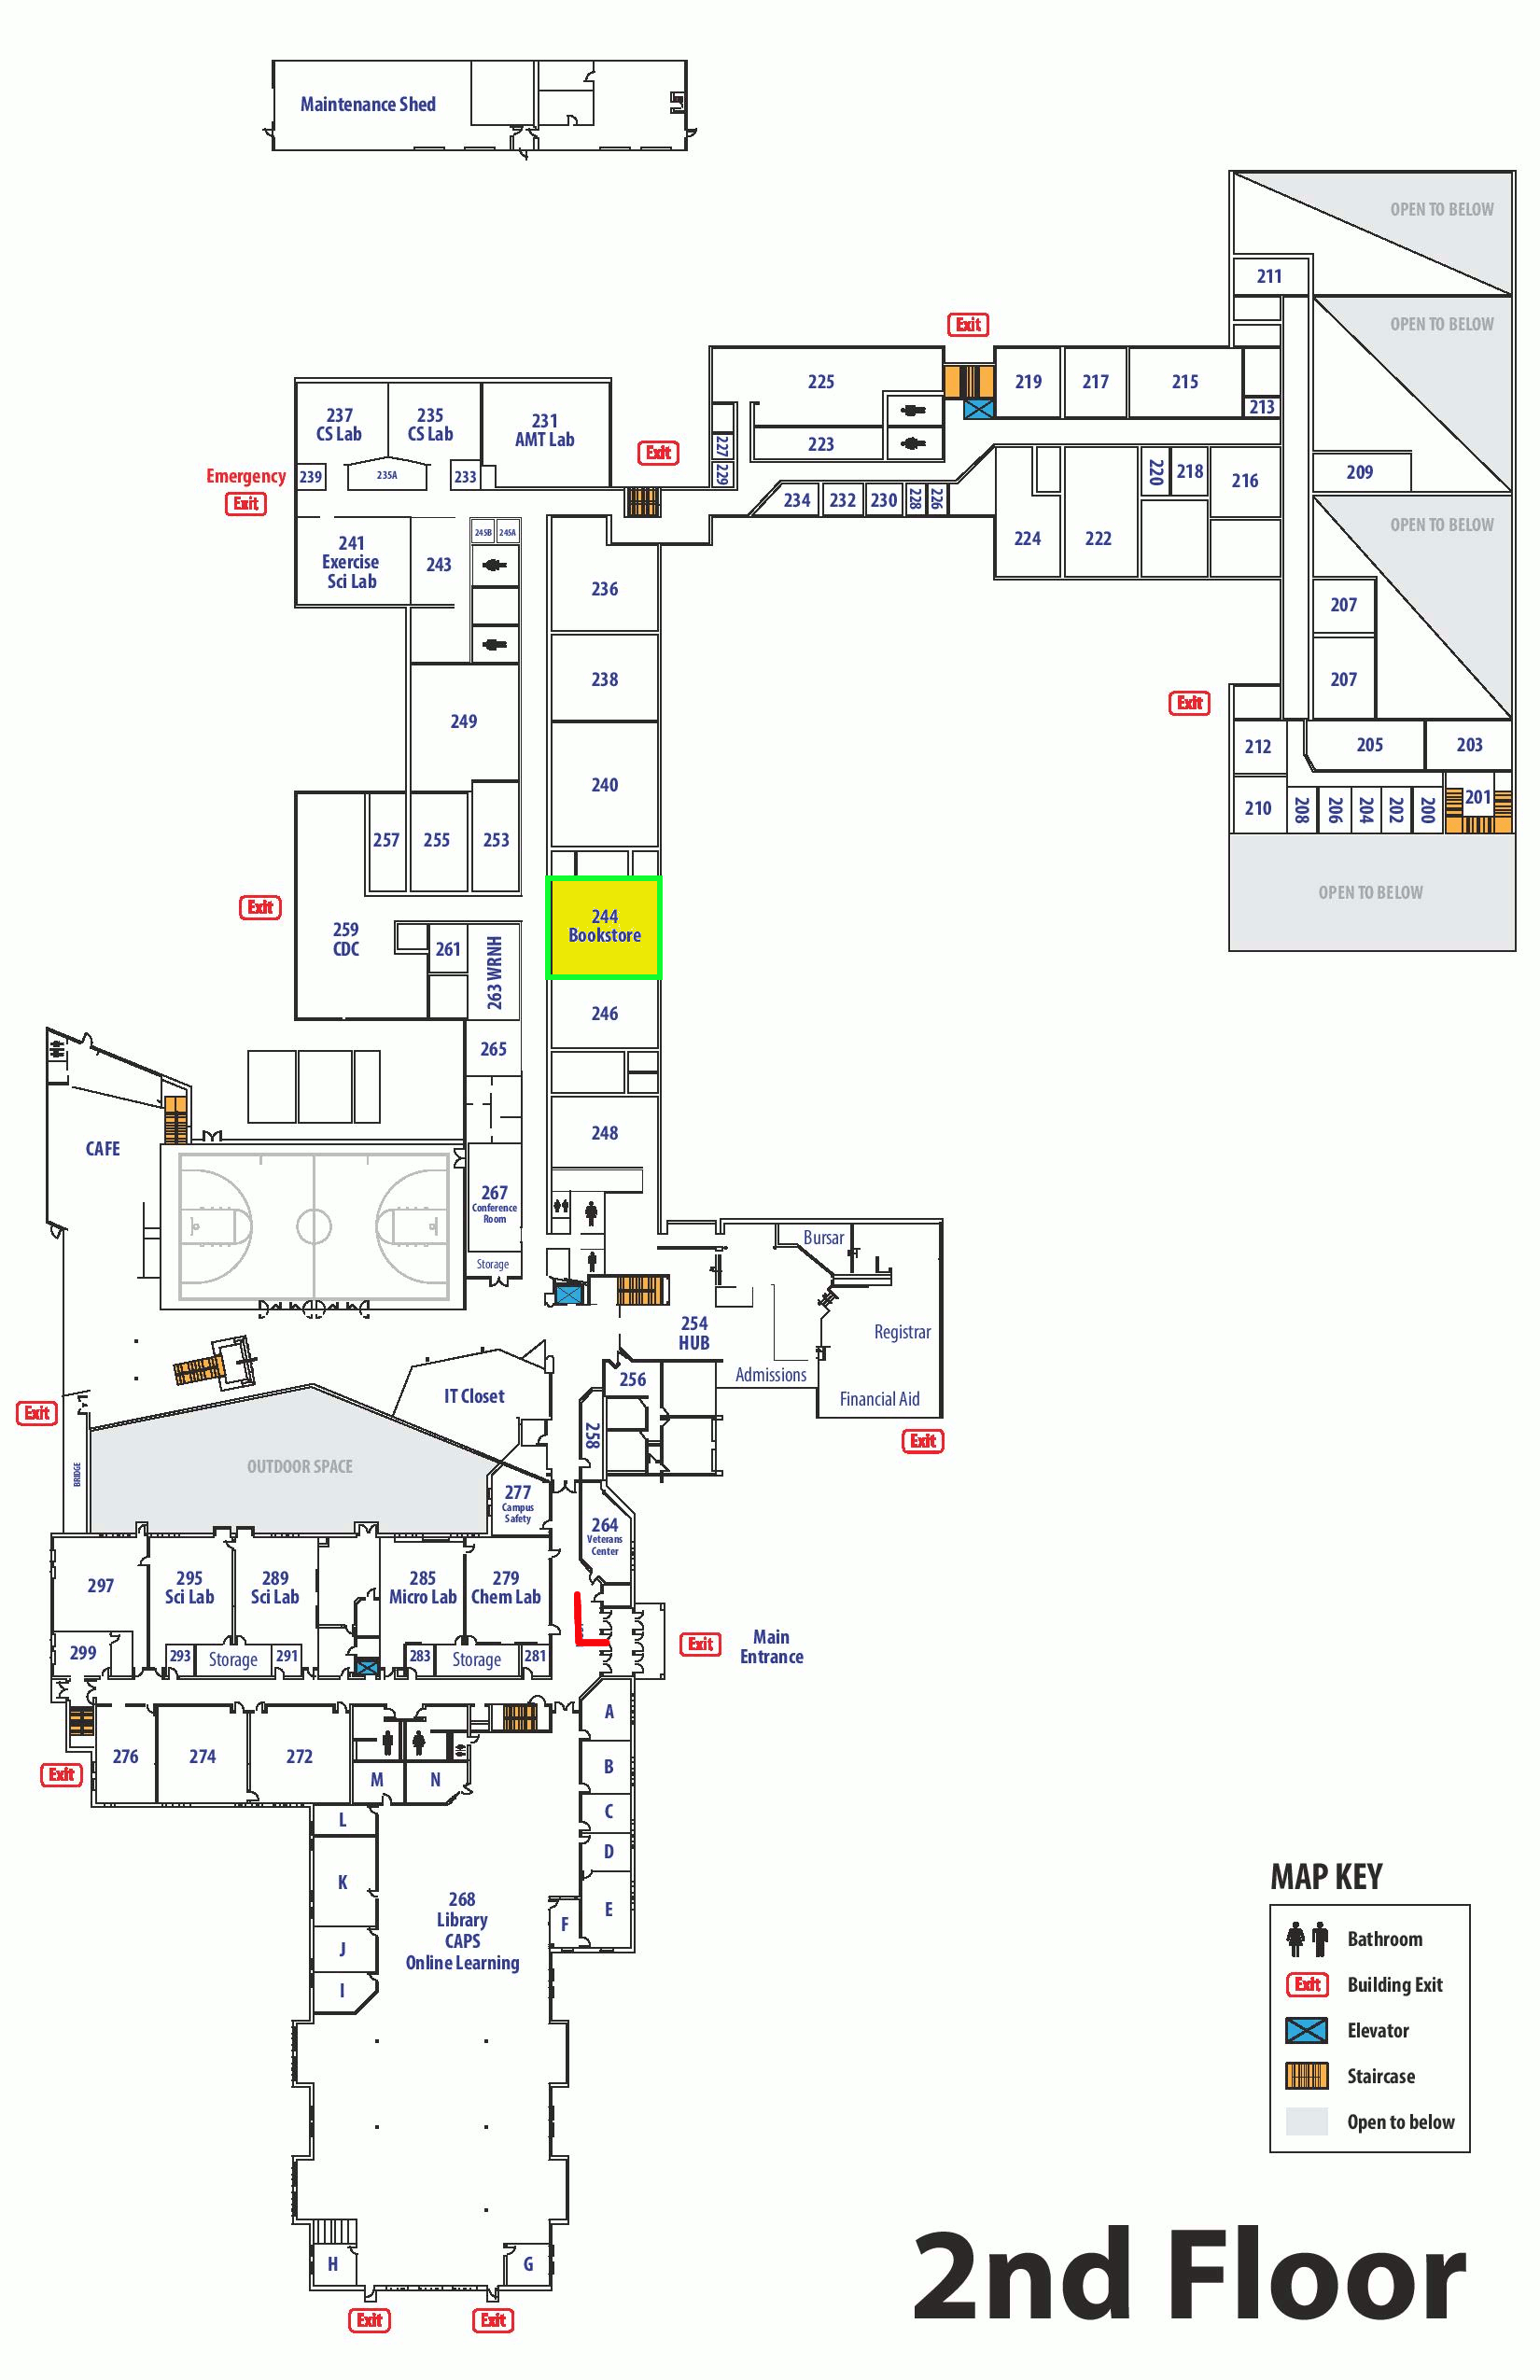 Maintenance Shed
OPEN TO BELOW
211
OPEN TO BELOW
Exit
225
219
217
215
213
237
CS Lab
235
CS Lab
231
AMT Lab
Exit
223
227
229
Emergency
Exit
239
235A
233
234
232
230
228
226
220
218
216
209
OPEN TO BELOW
241
Exercise
Sci Lab
243
245B
245A
224
222
236
207
238
207
Exit
249
212
205
203
240
210
208
206
204
202
200
201
257
255
253
OPEN TO BELOW
Exit
259
CDC
261
263 WRNH
244
Bookstore
246
265
CAFE
248
267
Conference
Room
Storage
Bursar
254
HUB
Registrar
Admissions
Financial Aid
256
IT Closet
258
Exit
Exit
BRIDGE
OUTDOOR SPACE
277
Campus
Safety
264
Veterans
Center
297
295
Sci Lab
289
Sci Lab
285
Micro Lab
279
Chem Lab
299
293
Storage
291
283
Storage
281
Exit
Main
Entrance
276
274
272
M
N
A
B
C
D
E
F
Exit
L
K
J
I
268
Library
CAPS
Online Learning
H
G
Exit
Exit
MAP KEY
Bathroom
Exit
Building Exit
Elevator
Staircase
Open to below
2nd Floor